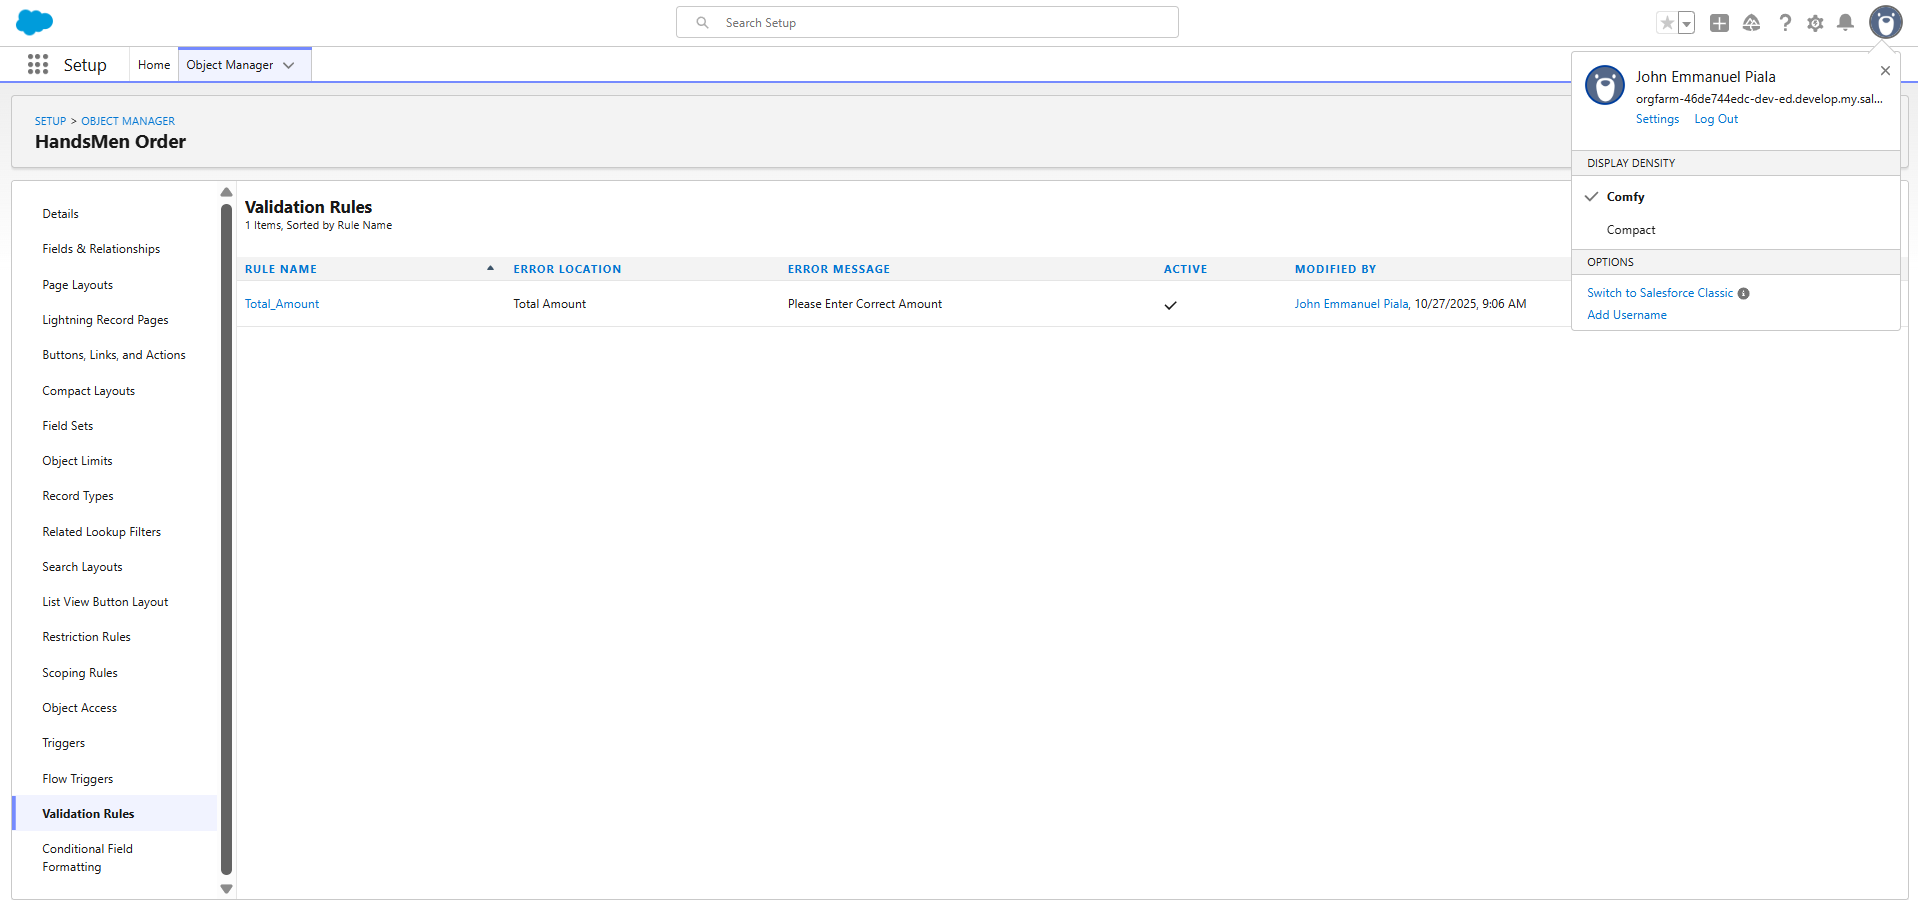 Search Setup
Setup
Home
Object Manager
SETUP > OBJECT MANAGER
HandsMen Order
John Emmanuel Piala
orgfarm-46de744edc-dev-ed.develop.my.sal...
Settings Log Out
DISPLAY DENSITY
Comfy
Compact
OPTIONS
Switch to Salesforce Classic
Add Username
Details
Fields & Relationships
Page Layouts
Lightning Record Pages
Buttons, Links, and Actions
Compact Layouts
Field Sets
Object Limits
Record Types
Related Lookup Filters
Search Layouts
List View Button Layout
Restriction Rules
Scoping Rules
Object Access
Triggers
Flow Triggers
Validation Rules
Conditional Field
Formatting
Validation Rules
1 Items, Sorted by Rule Name
RULE NAME ERROR LOCATION ERROR MESSAGE ACTIVE MODIFIED BY
Total_Amount Total Amount Please Enter Correct Amount John Emmanuel Piala, 10/27/2025, 9:06 AM